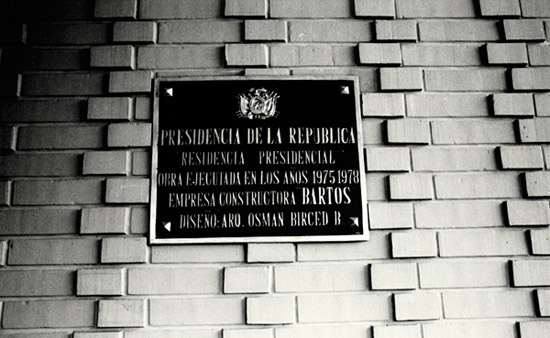 PRESIDENCIA DE LA REPUBLICA
RESIDENCIA PRESIDENCIAL
OBRA EJECUTADA EN LOS AÑOS 1975 1978
EMPRESA CONSTRUCTORA BARTOS
DISEÑO: ARQ. OSMAN BIRCED B